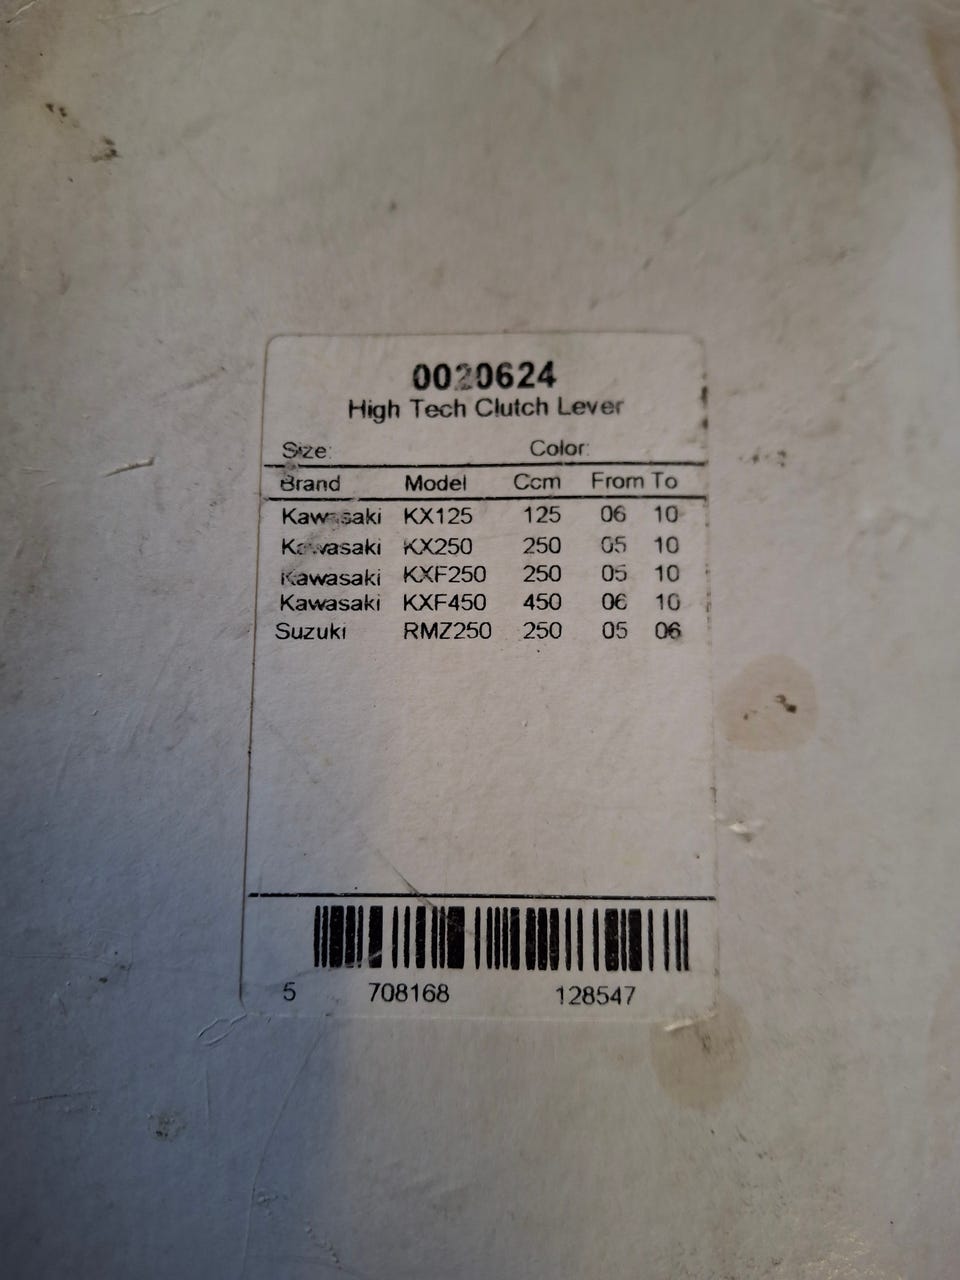 0020624
High Tech Clutch Lever
Size: Color:
Brand Model Ccm From To
Kawasaki KX125 125 06 10
Kawasaki KX250 250 05 10
Kawasaki KXF250 250 05 10
Kawasaki KXF450 450 06 10
Suzuki RMZ250 250 05 06
5 708168 128547